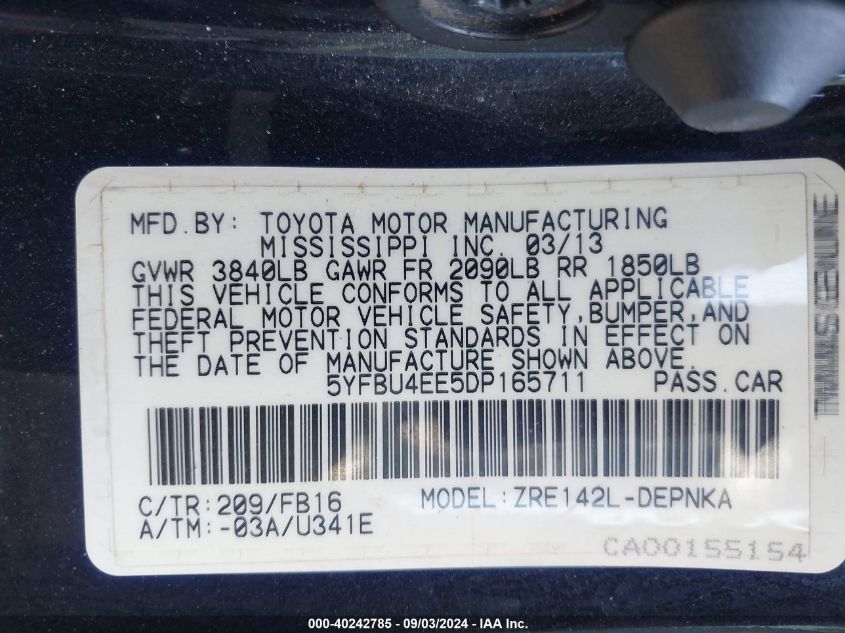 MFD.BY: TOYOTA MOTOR MANUFACTURING
MISSISSIPPI INC. 03/13
GVWR 3840LB GAWR FR 2090LB RR 1850LB
THIS VEHICLE CONFORMS TO ALL APPLICABLE
FEDERAL MOTOR VEHICLE SAFETY,BUMPER,AND
THEFT PREVENTION STANDARDS IN EFFECT ON
THE DATE OF MANUFACTURE SHOWN ABOVE.
5YFBU4EE5DP165711 PASS.CAR
C/TR:209/FB16 MODEL:ZRE142L-DEPNKA
A/TM:-03A/U341E
CA00155154
000-40242785 - 09/03/2024 - IAA Inc.